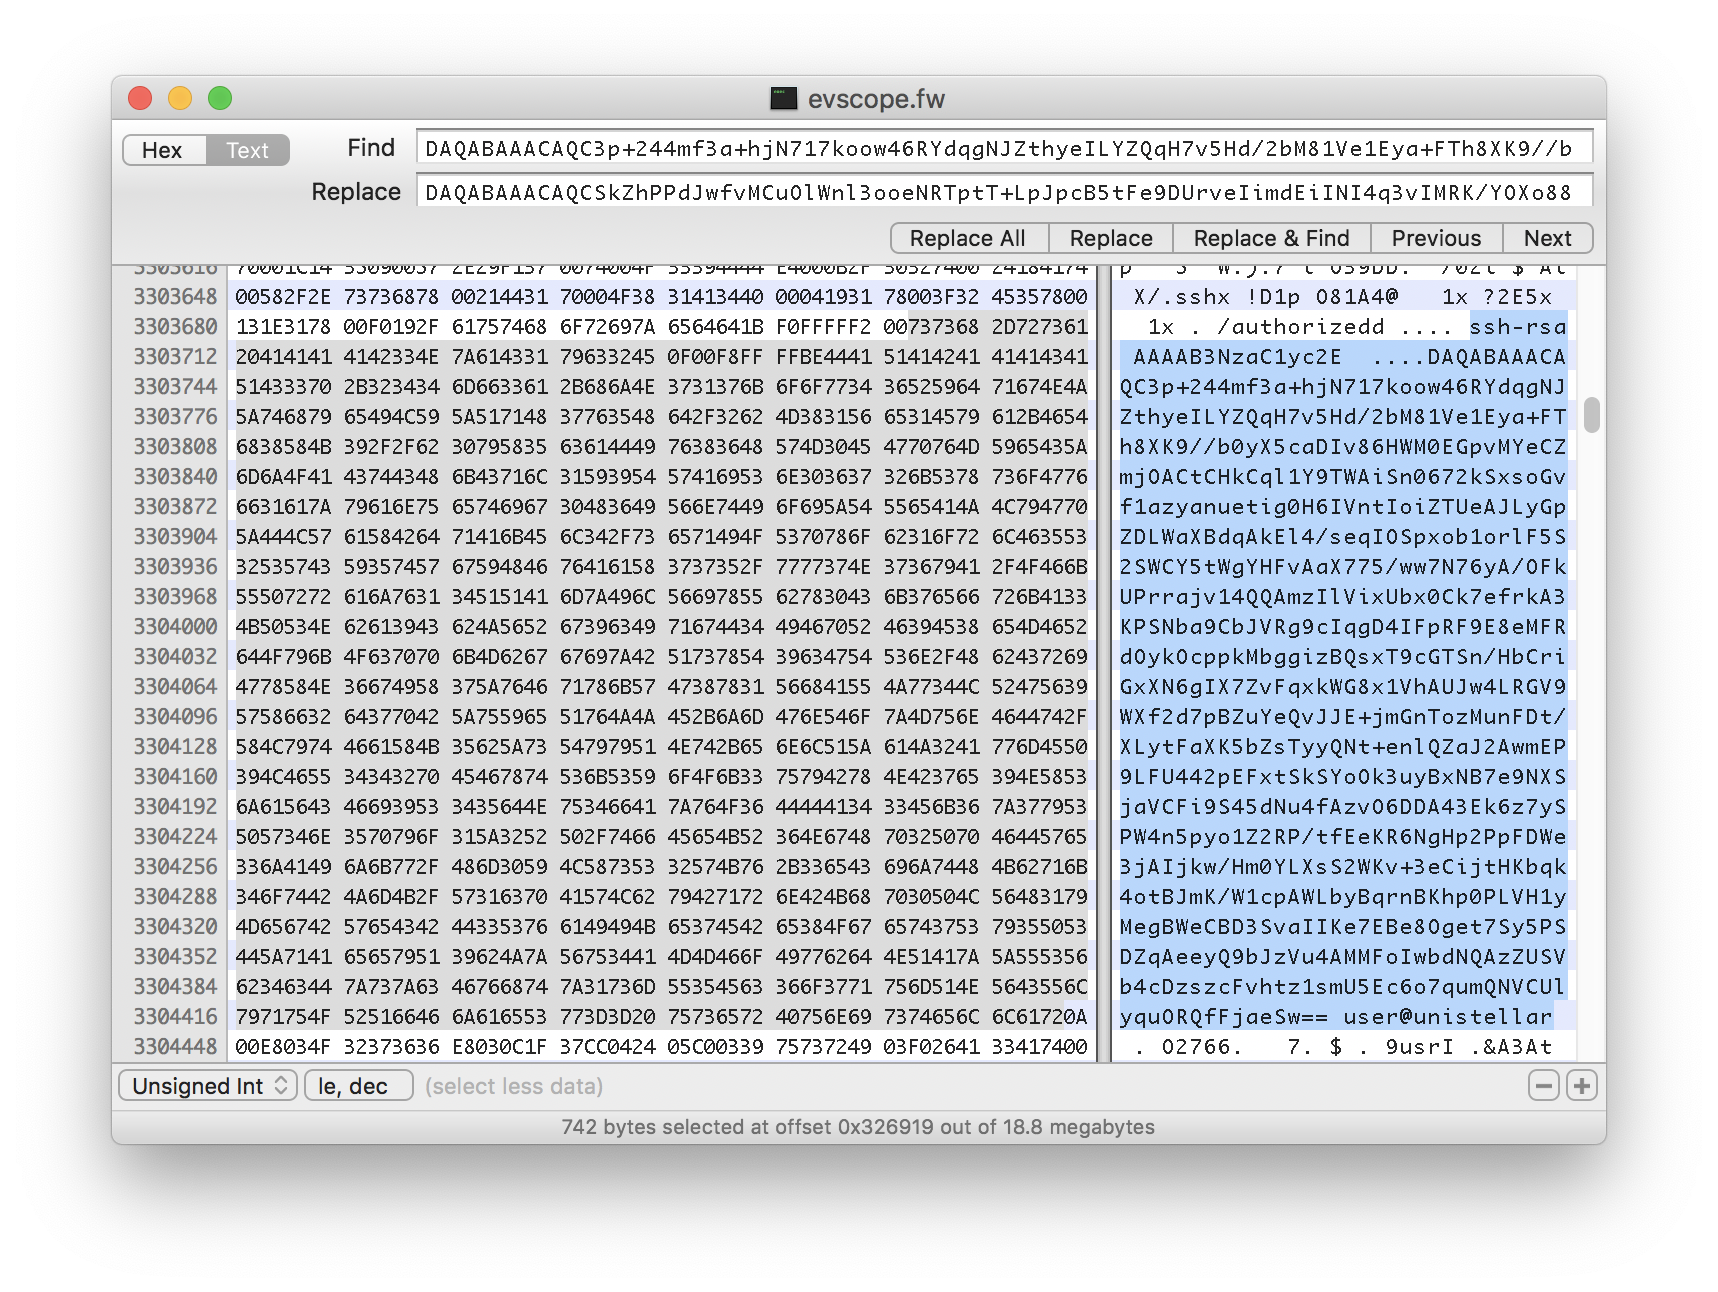 evscope.fw
Hex Text Find DAQABAAACAQC3p+244mf3a+hjN717koow46RYdqgNJZthyeILYZQqH7v5Hd/2bM81Ve1Eya+FTh8XK9//b
Replace DAQABAAACAQCSkZhPPdJwfvMCuOlWnl3ooeNRTptT+LpJpcB5tFe9DUrveIimdEiINI4q3vIMRK/YOXo88
Replace All Replace Replace & Find Previous Next
3303648 00582F2E 73736878 00214431 70004F38 31413440 00041931 78003F32 45357800 X/.sshx !D1p O81A4@ 1x ?2E5x
3303680 131E3178 00F0192F 61757468 6F72697A 6564641B F0FFFFF2 00737368 2D727361 1x . /authorizedd .... ssh-rsa
3303712 20414141 4142334E 7A614331 79633245 0F00F8FF FFBE4441 51414241 41414341 AAAAB3NzaC1yc2E ....DAQABAAACA
3303744 51433370 2B323434 6D663361 2B686A4E 3731376B 6F6F7734 36525964 71674E4A QC3p+244mf3a+hjN717koow46RYdqgNJ
3303776 5A746879 65494C59 5A517148 37763548 642F3262 4D383156 65314579 612B4654 ZthyeILYZQqH7v5Hd/2bM81Ve1Eya+FT
3303808 6838584B 392F2F62 30795835 63614449 76383648 574D3045 4770764D 5965435A h8XK9//b0yX5caDIv86HWM0EGpvMYeCZ
3303840 6D6A4F41 43744348 6B43716C 31593954 57416953 6E303637 326B5378 736F4776 mjOACtCHkCql1Y9TWAiSn0672kSxsoGv
3303872 6631617A 79616E75 65746967 30483649 566E7449 6F695A54 5565414A 4C794770 f1azyanuetig0H6IVntIoiZTUeAJLyGp
3303904 5A444C57 61584264 71416B45 6C342F73 6571494F 5370786F 62316F72 6C463553 ZDLWaXBdqAkEl4/seqIOSpxob1orlF5S
3303936 32535743 59357457 67594846 76416158 3737352F 7777374E 37367941 2F4F466B 2SWCY5tWgYHFvAaX775/ww7N76yA/OFk
3303968 55507272 616A7631 34515141 6D7A496C 56697855 62783043 6B376566 726B4133 UPrrajv14QQAmzIlVixUbx0Ck7efrkA3
3304000 4B50534E 62613943 624A5652 67396349 71674434 49467052 46394538 654D4652 KPSNba9CbJVRg9cIqgD4IFpRF9E8eMFR
3304032 644F796B 4F637070 6B4D6267 67697A42 51737854 39634754 536E2F48 62437269 dOykOcppkMbggizBQsxT9cGTSn/HbCri
3304064 4778584E 36674958 375A7646 71786B57 47387831 56684155 4A77344C 52475639 GxXN6gIX7ZvFqxkWG8x1VhAUJw4LRGV9
3304096 57586632 64377042 5A755965 51764A4A 452B6A6D 476E546F 7A4D756E 4644742F WXf2d7pBZuYeQvJJE+jmGnTozMunFDt/
3304128 584C7974 4661584B 35625A73 54797951 4E742B65 6E6C515A 614A3241 776D4550 XLytFaXK5bZsTyyQNt+enlQZaJ2AwmEP
3304160 394C4655 34343270 45467874 536B5359 6F4F6B33 75794278 4E423765 394E5853 9LFU442pEFxtSkSYoOk3uyBxNB7e9NXS
3304192 6A615643 46693953 3435644E 75346641 7A764F36 44444134 33456B36 7A377953 jaVCFi9S45dNu4fAzvO6DDA43Ek6z7yS
3304224 5057346E 3570796F 315A3252 502F7466 45654B52 364E6748 70325070 46445765 PW4n5pyo1Z2RP/tfEeKR6NgHp2PpFDWe
3304256 336A4149 6A6B772F 486D3059 4C587353 32574B76 2B336543 696A7448 4B62716B 3jAIjkw/Hm0YLXsS2WKv+3eCijtHKbqk
3304288 346F7442 4A6D4B2F 57316370 41574C62 79427172 6E424B68 7030504C 56483179 4otBJmK/W1cpAWLbyBqrnBKhp0PLVH1y
3304320 4D656742 57654342 44335376 6149494B 65374542 65384F67 65743753 79355053 MegBWeCBD3SvaIIKe7EBe8Oget7Sy5PS
3304352 445A7141 65657951 39624A7A 56753441 4D4D466F 49776264 4E51417A 5A555356 DZqAeeyQ9bJzVu4AMMFoIwbdNQAzZUSV
3304384 62346344 7A737A63 46766874 7A31736D 55354563 366F3771 756D514E 5643556C b4cDzszcFvhtz1smU5Ec6o7qumQNVCUl
3304416 7971754F 52516646 6A616553 773D3D20 75736572 40756E69 7374656C 6C61720A yquORQfFjaeSw== user@unistellar
3304448 00E8034F 32373636 E8030C1F 37CC0424 05C00339 75737249 03F02641 33417400 . O2766. 7. $ . 9usrI .&A3At
Unsigned Int le, dec (select less data)
742 bytes selected at offset 0x326919 out of 18.8 megabytes